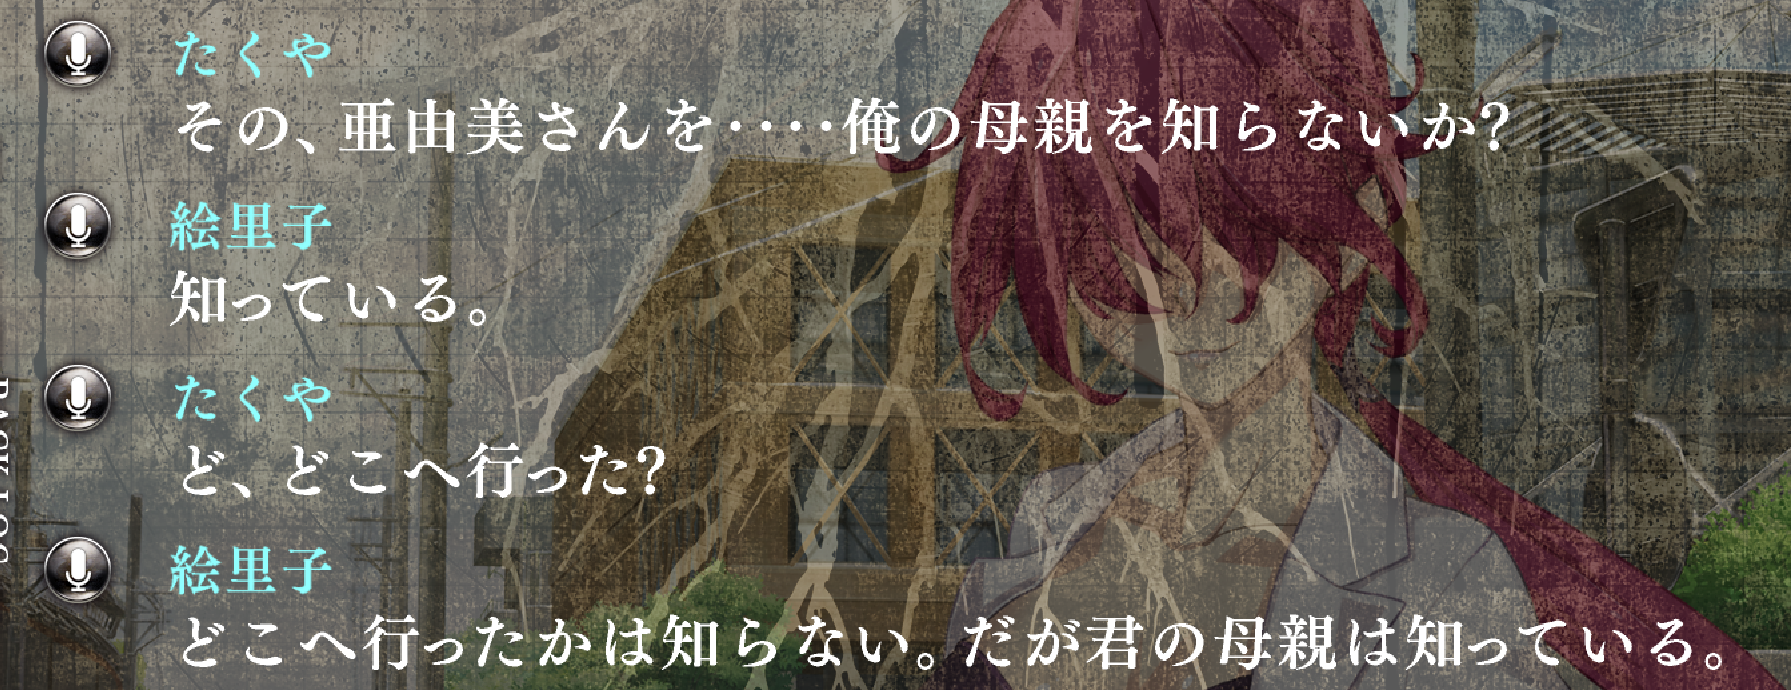 たくや
その、亜由美さんを‥‥俺の母親を知らないか?
絵里子
知っている。
たくや
ど、どこへ行った?
絵里子
どこへ行ったかは知らない。だが君の母親は知っている。